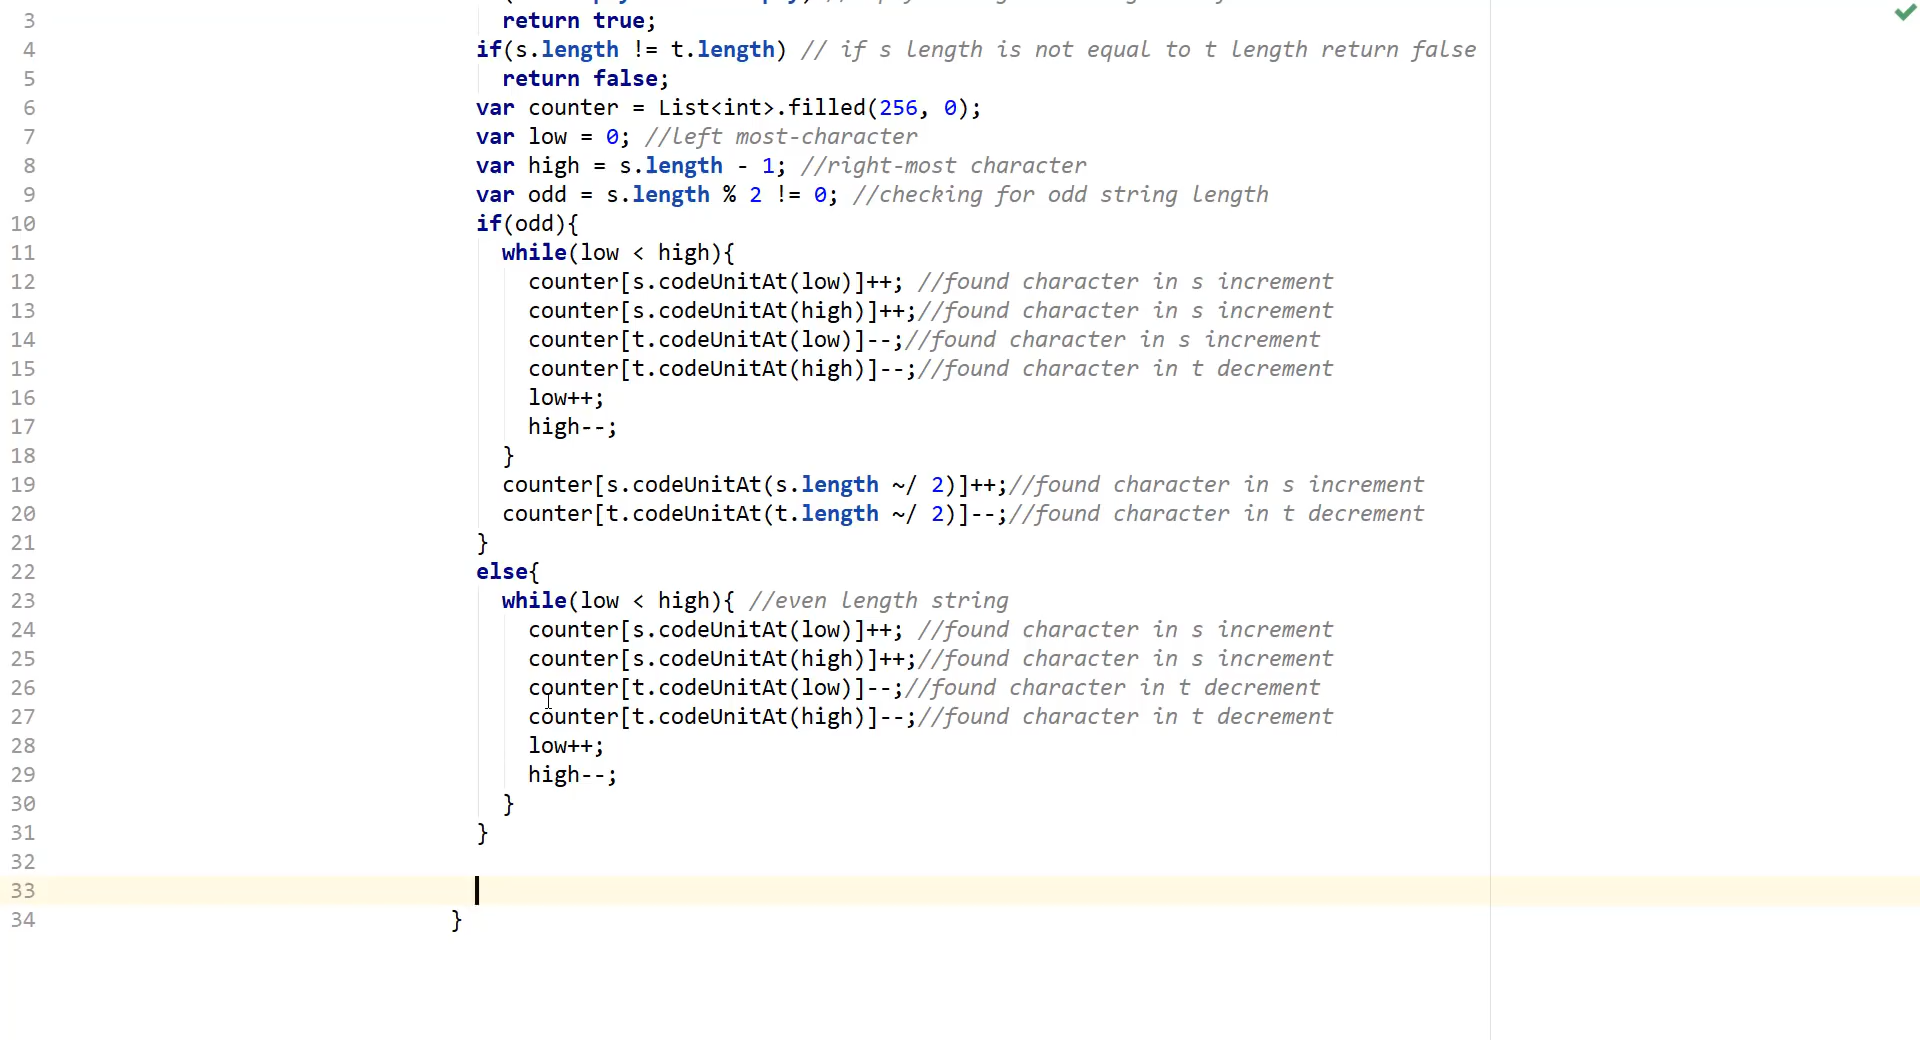 3 return true;
4 if(s.length != t.length) // if s length is not equal to t length return false
5 return false;
6 var counter = List<int>.filled(256, 0);
7 var low = 0; //left most-character
8 var high = s.length - 1; //right-most character
9 var odd = s.length % 2 != 0; //checking for odd string length
10 if(odd){
11 while(low < high){
12 counter[s.codeUnitAt(low)]++; //found character in s increment
13 counter[s.codeUnitAt(high)]++;//found character in s increment
14 counter[t.codeUnitAt(low)]--;//found character in s increment
15 counter[t.codeUnitAt(high)]--;//found character in t decrement
16 low++;
17 high--;
18 }
19 counter[s.codeUnitAt(s.length ~/ 2)]++;//found character in s increment
20 counter[t.codeUnitAt(t.length ~/ 2)]--;//found character in t decrement
21 }
22 else{
23 while(low < high){ //even length string
24 counter[s.codeUnitAt(low)]++; //found character in s increment
25 counter[s.codeUnitAt(high)]++;//found character in s increment
26 counter[t.codeUnitAt(low)]--;//found character in t decrement
27 counter[t.codeUnitAt(high)]--;//found character in t decrement
28 low++;
29 high--;
30 }
31 }
32
33
34 }